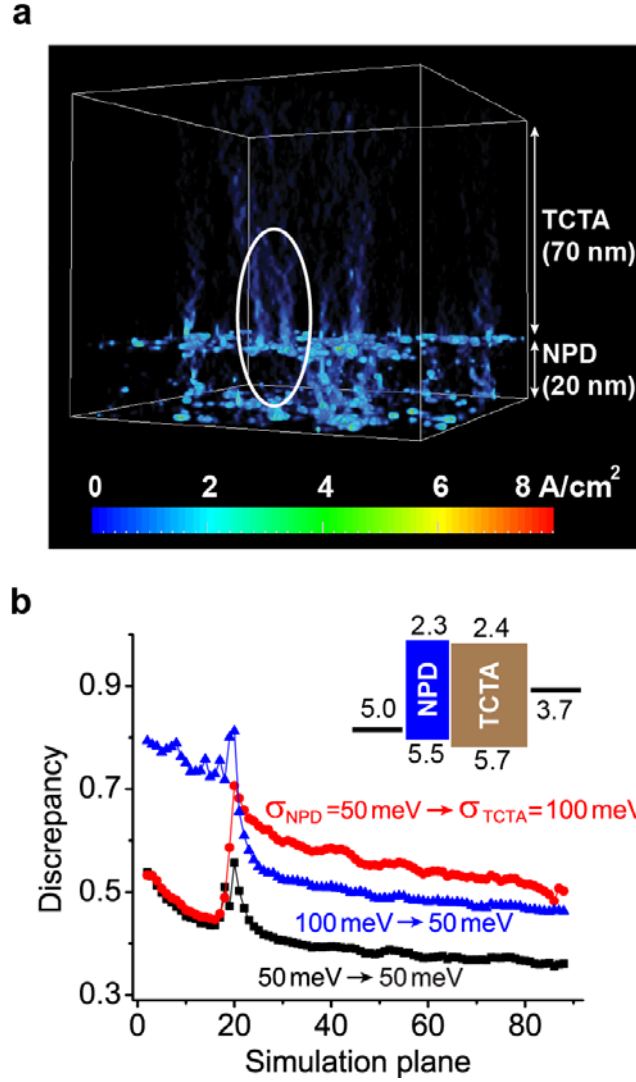 a
TCTA
(70 nm)
NPD
(20 nm)
0 2 4 6 8 A/cm²
b
2.3 2.4
5.0 NPD TCTA 3.7
5.5 5.7
σNPD =50 meV → σTCTA=100 meV
100 meV → 50 meV
50 meV → 50 meV
0.9
0.7
0.5
0.3
Discrepancy
0 20 40 60 80
Simulation plane